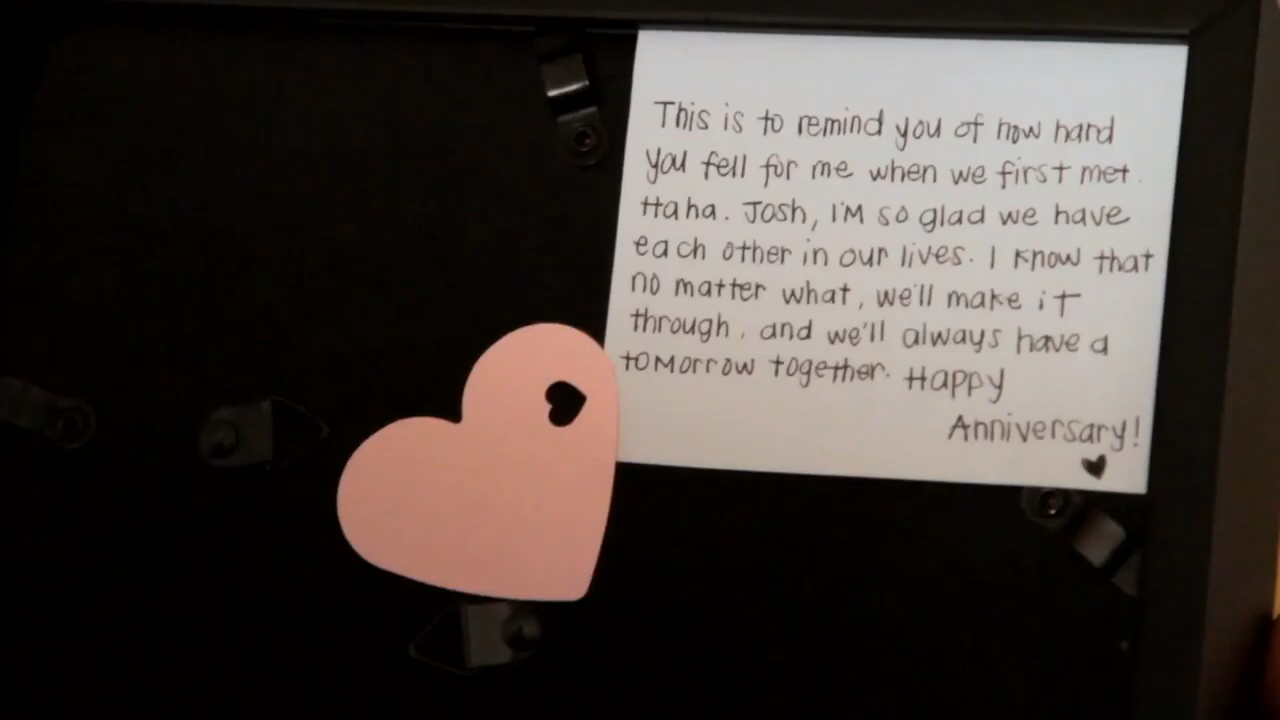 This is to remind you of how hard
you fell for me when we first met.
Haha. Josh, I'M so glad we have
each other in our lives. I know that
no matter what, we'll make it
through, and we'll always have a
tomorrow together. Happy
Anniversary!